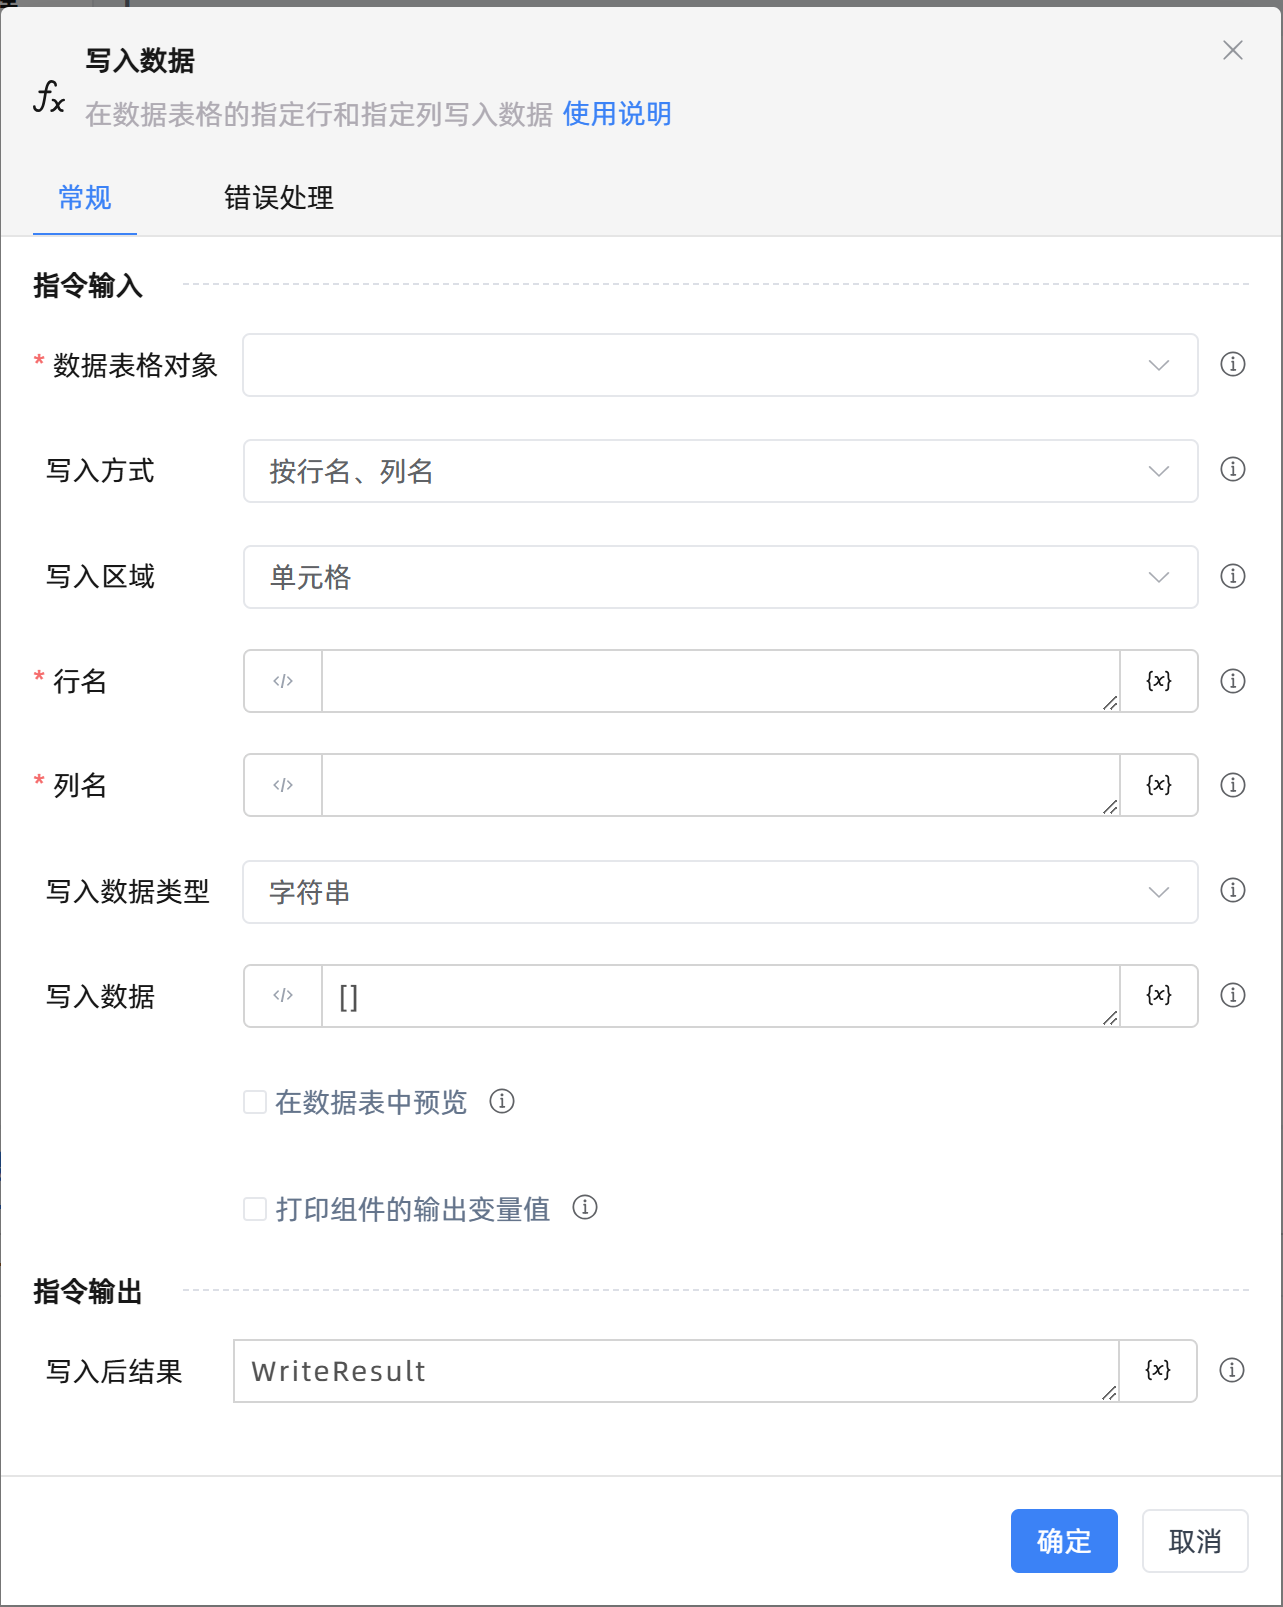 写入数据
在数据表格的指定行和指定列写入数据 使用说明
常规 错误处理
指令输入
* 数据表格对象
写入方式 按行名、列名
写入区域 单元格
* 行名 </> {x}
* 列名 </> {x}
写入数据类型 字符串
写入数据 </> [] {x}
在数据表中预览
打印组件的输出变量值
指令输出
写入后结果 WriteResult {x}
确定 取消